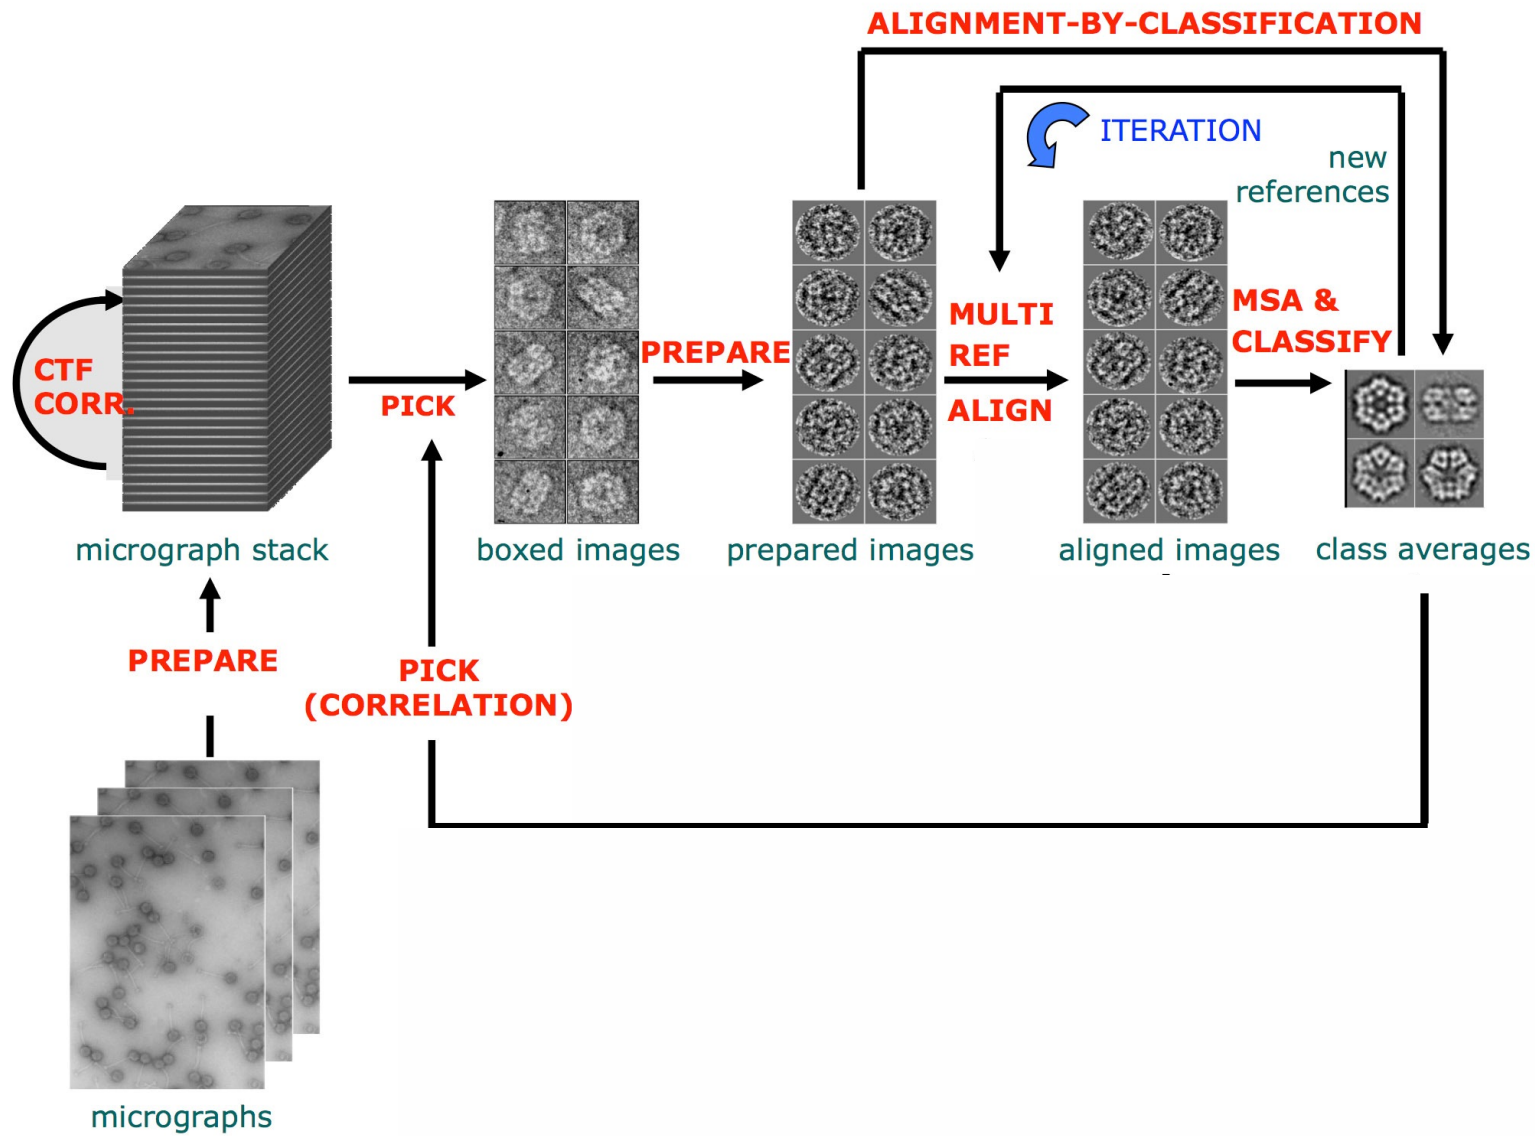 ALIGNMENT-BY-CLASSIFICATION
ITERATION
new
references
CTF
CORR.
PICK
PREPARE
MULTI
REF
ALIGN
MSA &
CLASSIFY
micrograph stack
boxed images
prepared images
aligned images
class averages
PREPARE
PICK
(CORRELATION)
micrographs